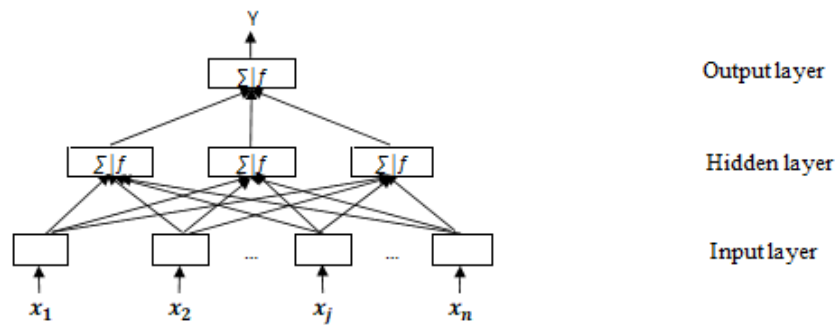 Y
∑|f Output layer
∑|f ∑|f ∑|f Hidden layer
... ... Input layer
x₁ x₂ xⱼ xₙ